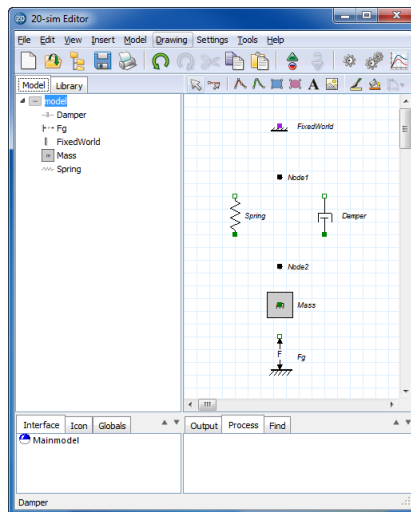 20 20-sim Editor
File Edit View Insert Model Drawing Settings Tools Help
Model Library
A
model
Damper
Fg
FixedWorld
Mass
Spring
FixedWorld
Node1
Spring
Damper
Node2
m
Mass
F
Fg
Interface Icon Globals
Output Process Find
Mainmodel
Damper